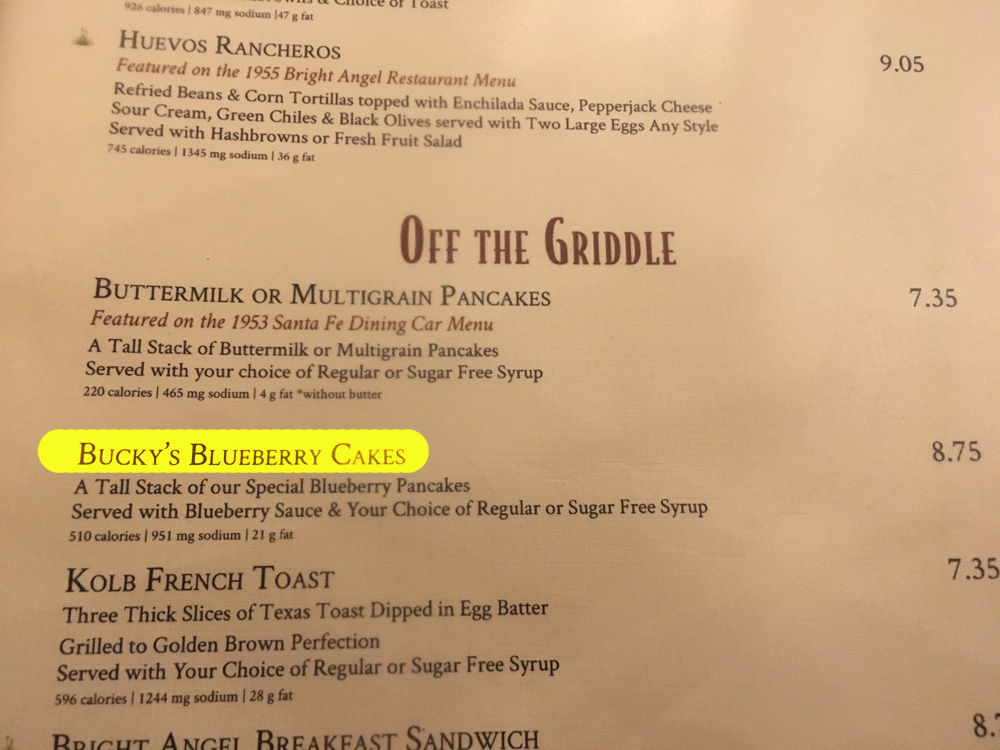 926 calories | 847 mg sodium |47 g fat
& Choice of Toast
HUEVOS RANCHEROS
9.05
Featured on the 1955 Bright Angel Restaurant Menu
Refried Beans & Corn Tortillas topped with Enchilada Sauce, Pepperjack Cheese
Sour Cream, Green Chiles & Black Olives served with Two Large Eggs Any Style
Served with Hashbrowns or Fresh Fruit Salad
745 calories | 1345 mg sodium | 36 g fat
OFF THE GRIDDLE
BUTTERMILK OR MULTIGRAIN PANCAKES
7.35
Featured on the 1953 Santa Fe Dining Car Menu
A Tall Stack of Buttermilk or Multigrain Pancakes
Served with your choice of Regular or Sugar Free Syrup
220 calories | 465 mg sodium | 4 g fat *without butter
BUCKY'S BLUEBERRY CAKES
8.75
A Tall Stack of our Special Blueberry Pancakes
Served with Blueberry Sauce & Your Choice of Regular or Sugar Free Syrup
510 calories | 951 mg sodium | 21 g fat
KOLB FRENCH TOAST
7.35
Three Thick Slices of Texas Toast Dipped in Egg Batter
Grilled to Golden Brown Perfection
Served with Your Choice of Regular or Sugar Free Syrup
596 calories | 1244 mg sodium | 28 g fat
BRIGHT ANGEL BREAKFAST SANDWICH